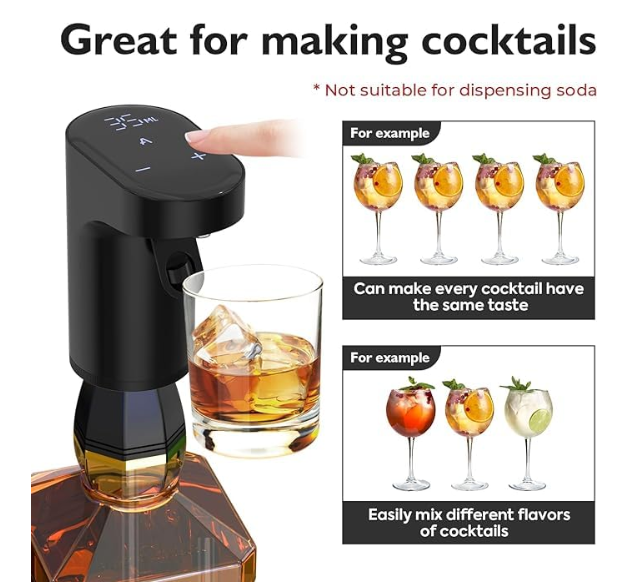 Great for making cocktails
* Not suitable for dispensing soda
35ML
A
− +
For example
Can make every cocktail have
the same taste
For example
Easily mix different flavors
of cocktails